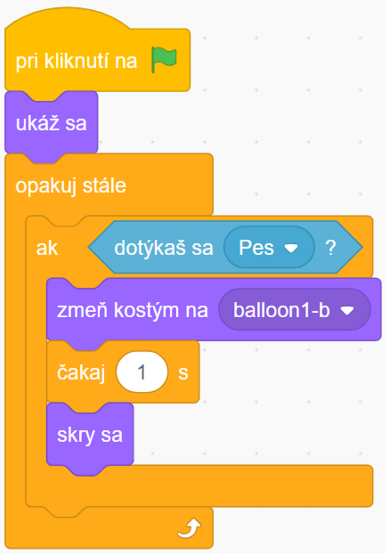 pri kliknutí na
ukáž sa
opakuj stále
ak dotýkaš sa Pes ?
zmeň kostým na balloon1-b
čakaj 1 s
skry sa